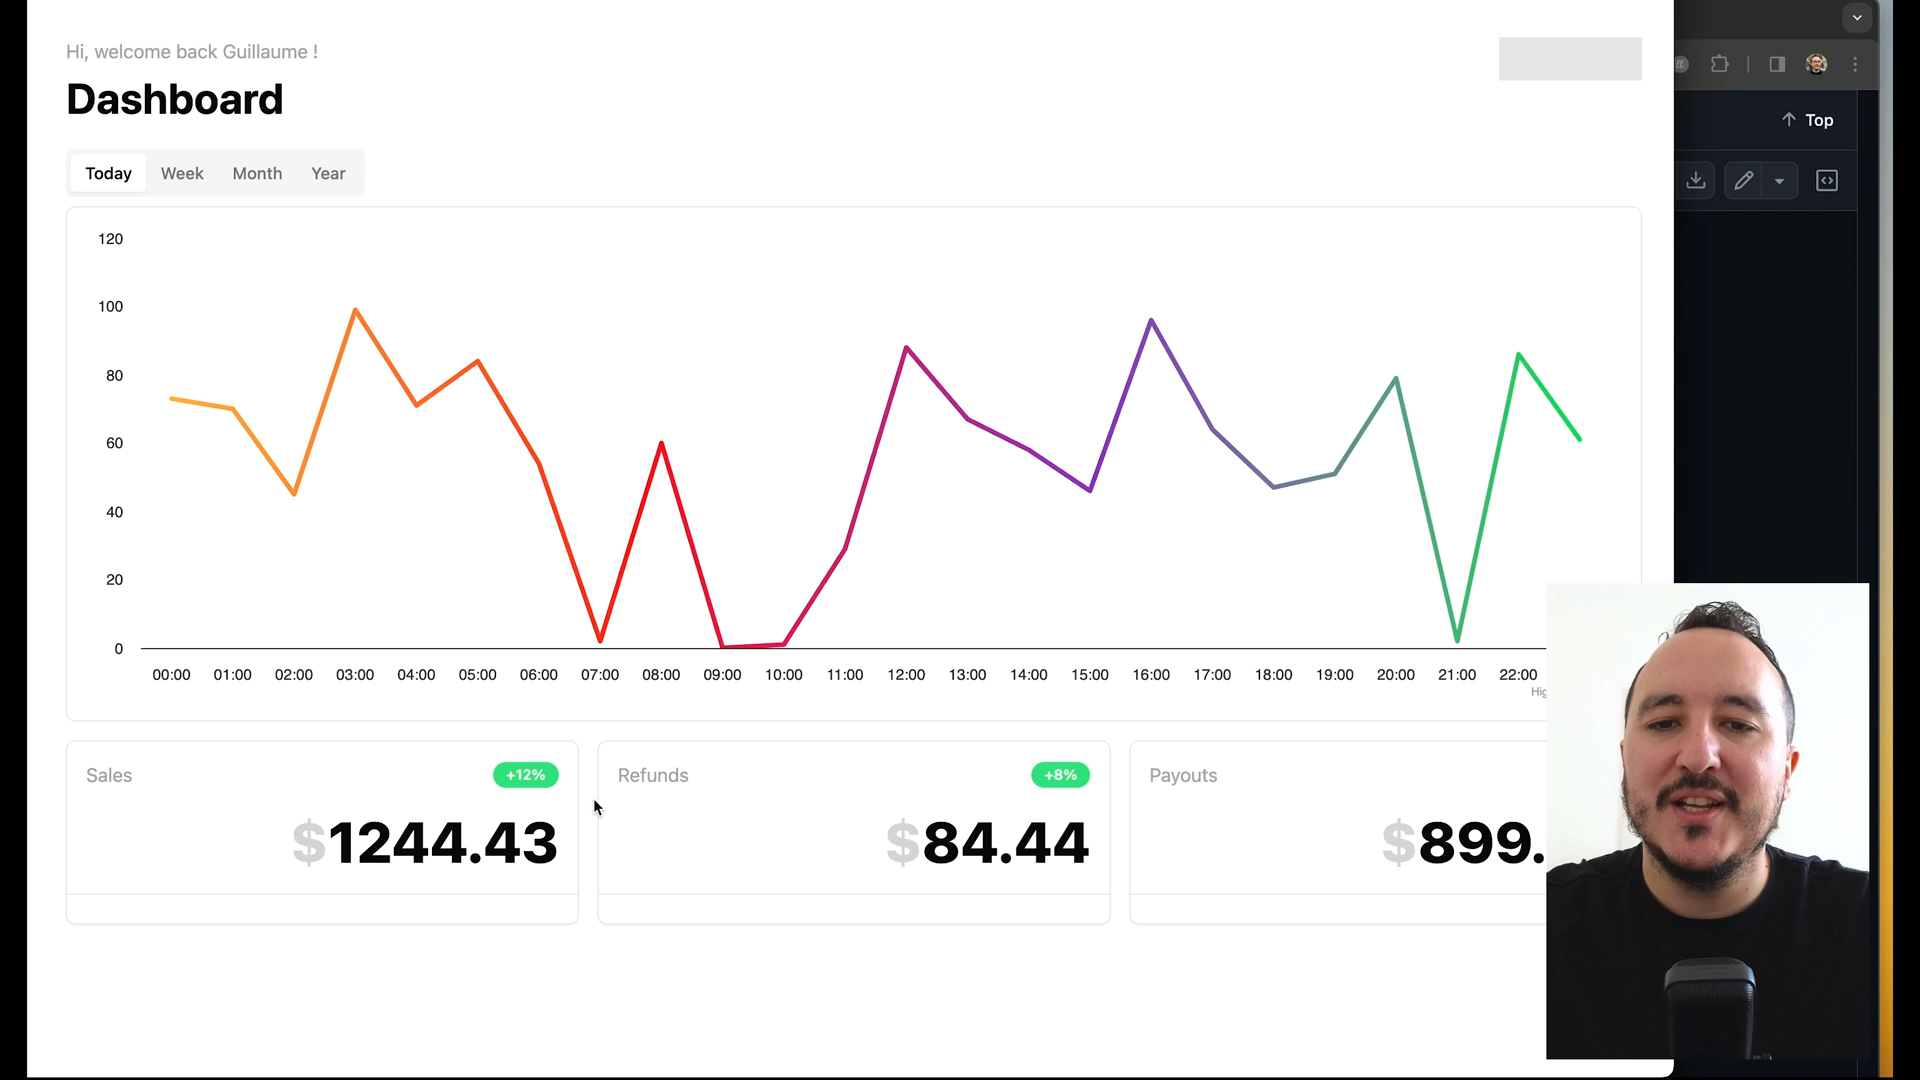 Hi, welcome back Guillaume !
Dashboard
Today Week Month Year
Top
120
100
80
60
40
20
0
00:00 01:00 02:00 03:00 04:00 05:00 06:00 07:00 08:00 09:00 10:00 11:00 12:00 13:00 14:00 15:00 16:00 17:00 18:00 19:00 20:00 21:00 22:00
Sales +12% Refunds +8% Payouts
$1244.43 $84.44 $899.